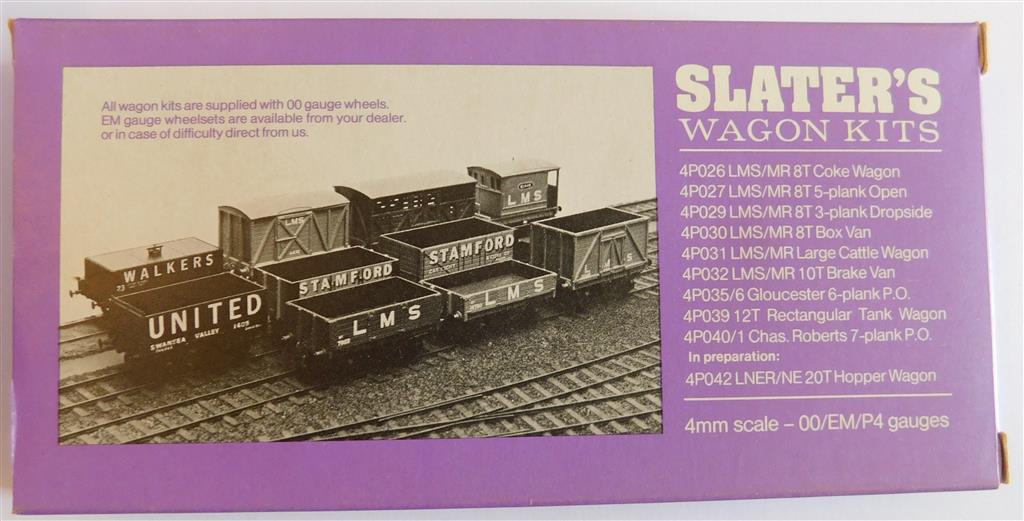 All wagon kits are supplied with 00 gauge wheels.
EM gauge wheelsets are available from your dealer.
or in case of difficulty direct from us.
LMS
LMS
WALKERS
23
STAMFORD
STAMFORD
UNITED
SWANSEA VALLEY 1409
LMS
LMS
LMS
SLATER'S
WAGON KITS
4P026 LMS/MR 8T Coke Wagon
4P027 LMS/MR 8T 5-plank Open
4P029 LMS/MR 8T 3-plank Dropside
4P030 LMS/MR 8T Box Van
4P031 LMS/MR Large Cattle Wagon
4P032 LMS/MR 10T Brake Van
4P035/6 Gloucester 6-plank P.O.
4P039 12T Rectangular Tank Wagon
4P040/1 Chas. Roberts 7-plank P.O.
In preparation:
4P042 LNER/NE 20T Hopper Wagon
4mm scale – 00/EM/P4 gauges